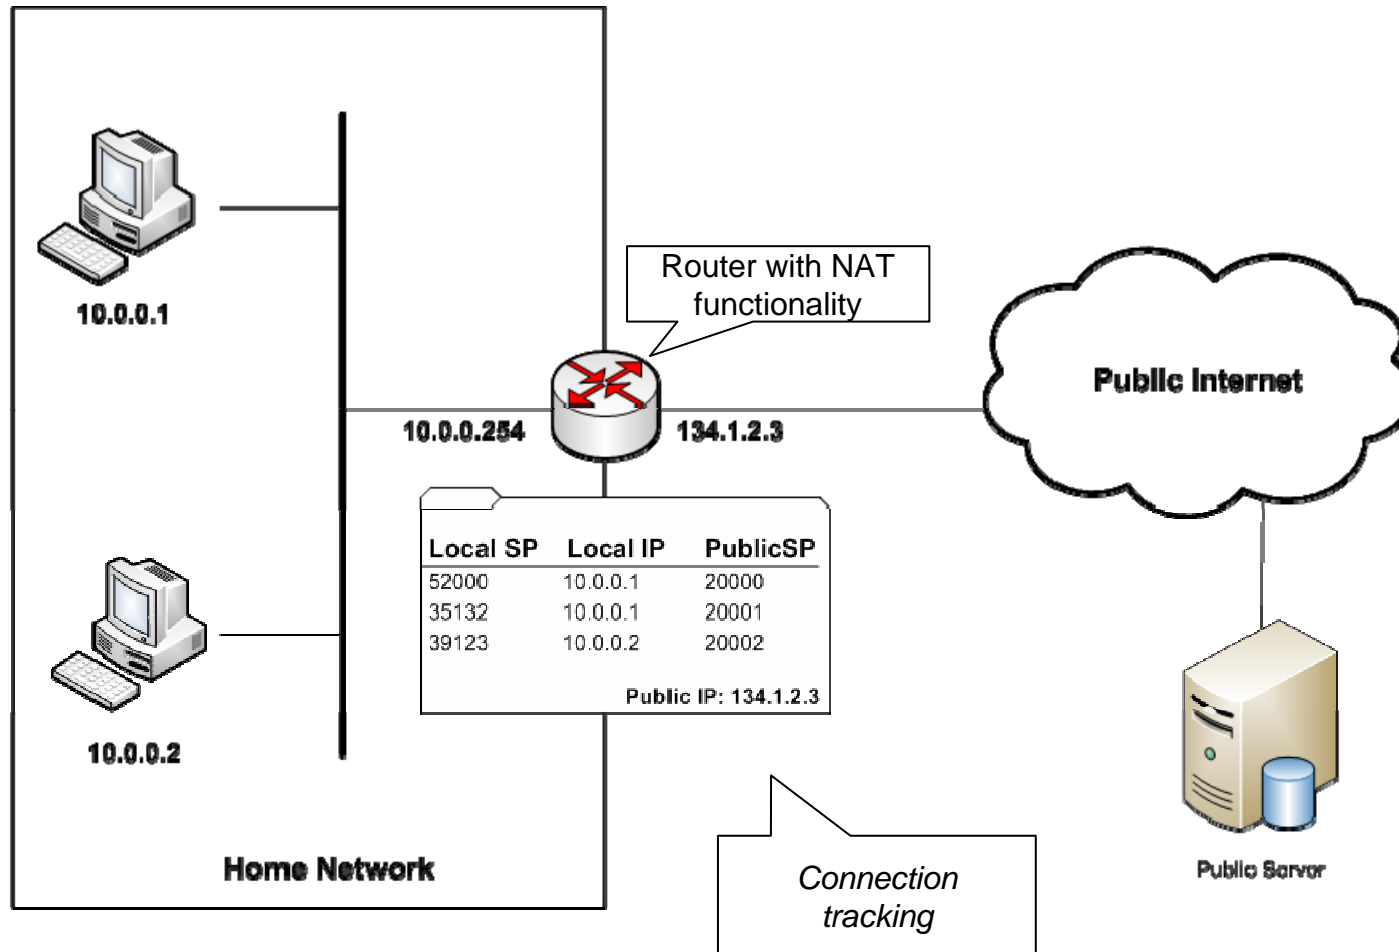 10.0.0.1
Router with NAT
functionality
Public Internet
10.0.0.254
134.1.2.3
Local SP Local IP PublicSP
52000 10.0.0.1 20000
35132 10.0.0.1 20001
39123 10.0.0.2 20002
Public IP: 134.1.2.3
10.0.0.2
Home Network
Connection
tracking
Public Server